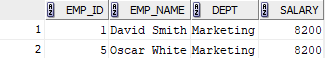 EMP_ID EMP_NAME DEPT SALARY
1 1 David Smith Marketing 8200
2 5 Oscar White Marketing 8200